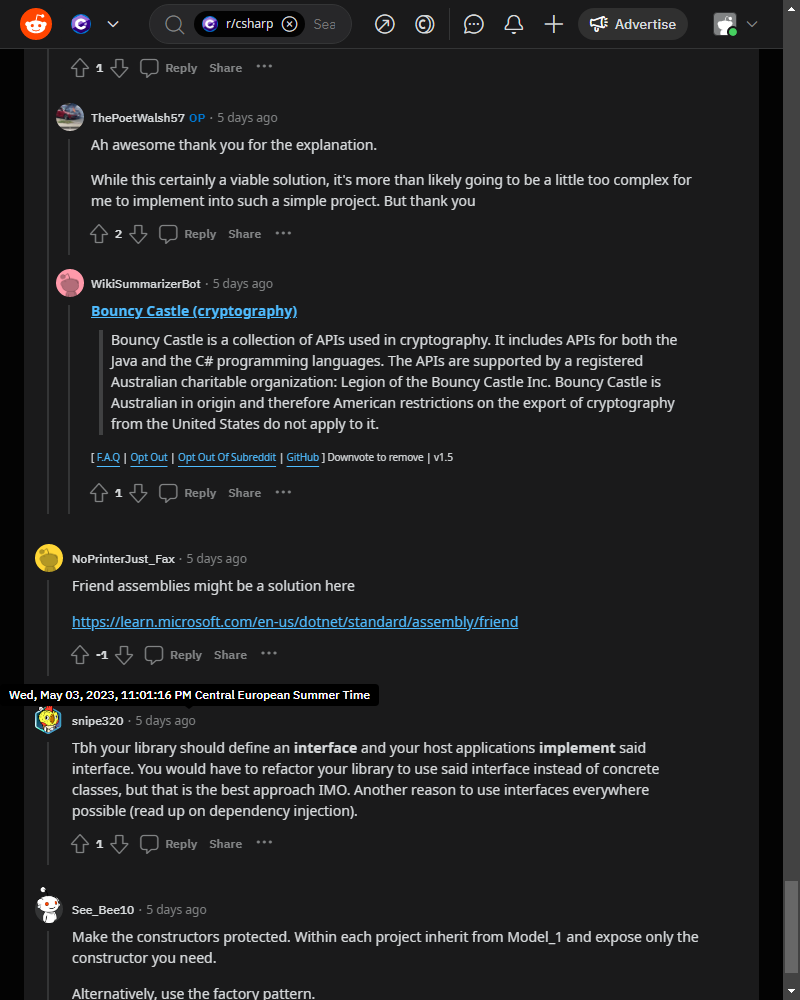 r/csharp Sea Advertise
1 Reply Share
ThePoetWalsh57 OP · 5 days ago
Ah awesome thank you for the explanation.
While this certainly a viable solution, it's more than likely going to be a little too complex for
me to implement into such a simple project. But thank you
2 Reply Share
WikiSummarizerBot · 5 days ago
Bouncy Castle (cryptography)
Bouncy Castle is a collection of APIs used in cryptography. It includes APIs for both the
Java and the C# programming languages. The APIs are supported by a registered
Australian charitable organization: Legion of the Bouncy Castle Inc. Bouncy Castle is
Australian in origin and therefore American restrictions on the export of cryptography
from the United States do not apply to it.
[ F.A.Q | Opt Out | Opt Out Of Subreddit | GitHub ] Downvote to remove | v1.5
1 Reply Share
NoPrinterJust_Fax · 5 days ago
Friend assemblies might be a solution here
https://learn.microsoft.com/en-us/dotnet/standard/assembly/friend
-1 Reply Share
Wed, May 03, 2023, 11:01:16 PM Central European Summer Time
snipe320 · 5 days ago
Tbh your library should define an interface and your host applications implement said
interface. You would have to refactor your library to use said interface instead of concrete
classes, but that is the best approach IMO. Another reason to use interfaces everywhere
possible (read up on dependency injection).
1 Reply Share
See_Bee10 · 5 days ago
Make the constructors protected. Within each project inherit from Model_1 and expose only the
constructor you need.
Alternatively, use the factory pattern.